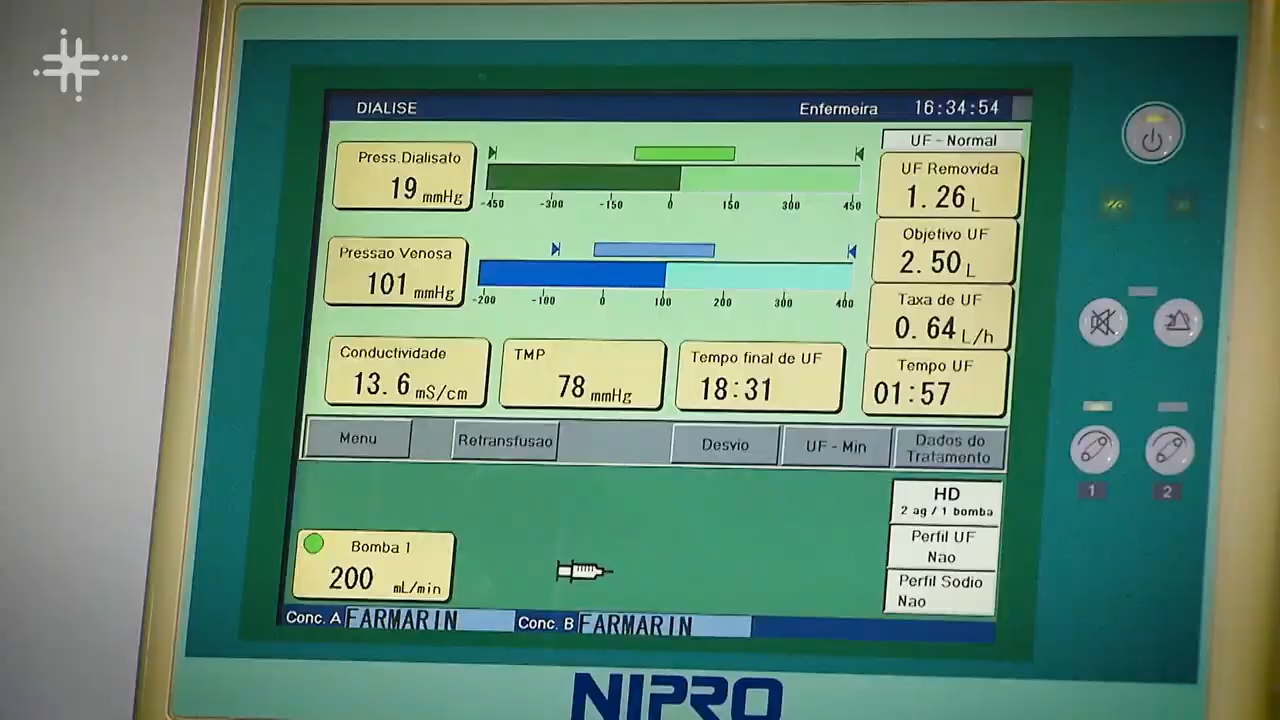 DIALISE Enfermeira 16:34:54
UF - Normal
Press.Dialisato
19 mmHg
-450 -300 -150 0 150 300 450
UF Removida
1.26 L
Pressao Venosa
101 mmHg
-200 -100 0 100 200 300 400
Objetivo UF
2.50 L
Taxa de UF
0.64 L/h
Conductividade
13.6 mS/cm
TMP
78 mmHg
Tempo final de UF
18:31
Tempo UF
01:57
Menu
Retransfusao
Desvio
UF - Min
Dados do
Tratamento
HD
2 ag / 1 bomba
Perfil UF
Nao
Perfil Sodio
Nao
Bomba 1
200 mL/min
Conc. A FARMARIN Conc. B FARMARIN
1 2
NIPRO